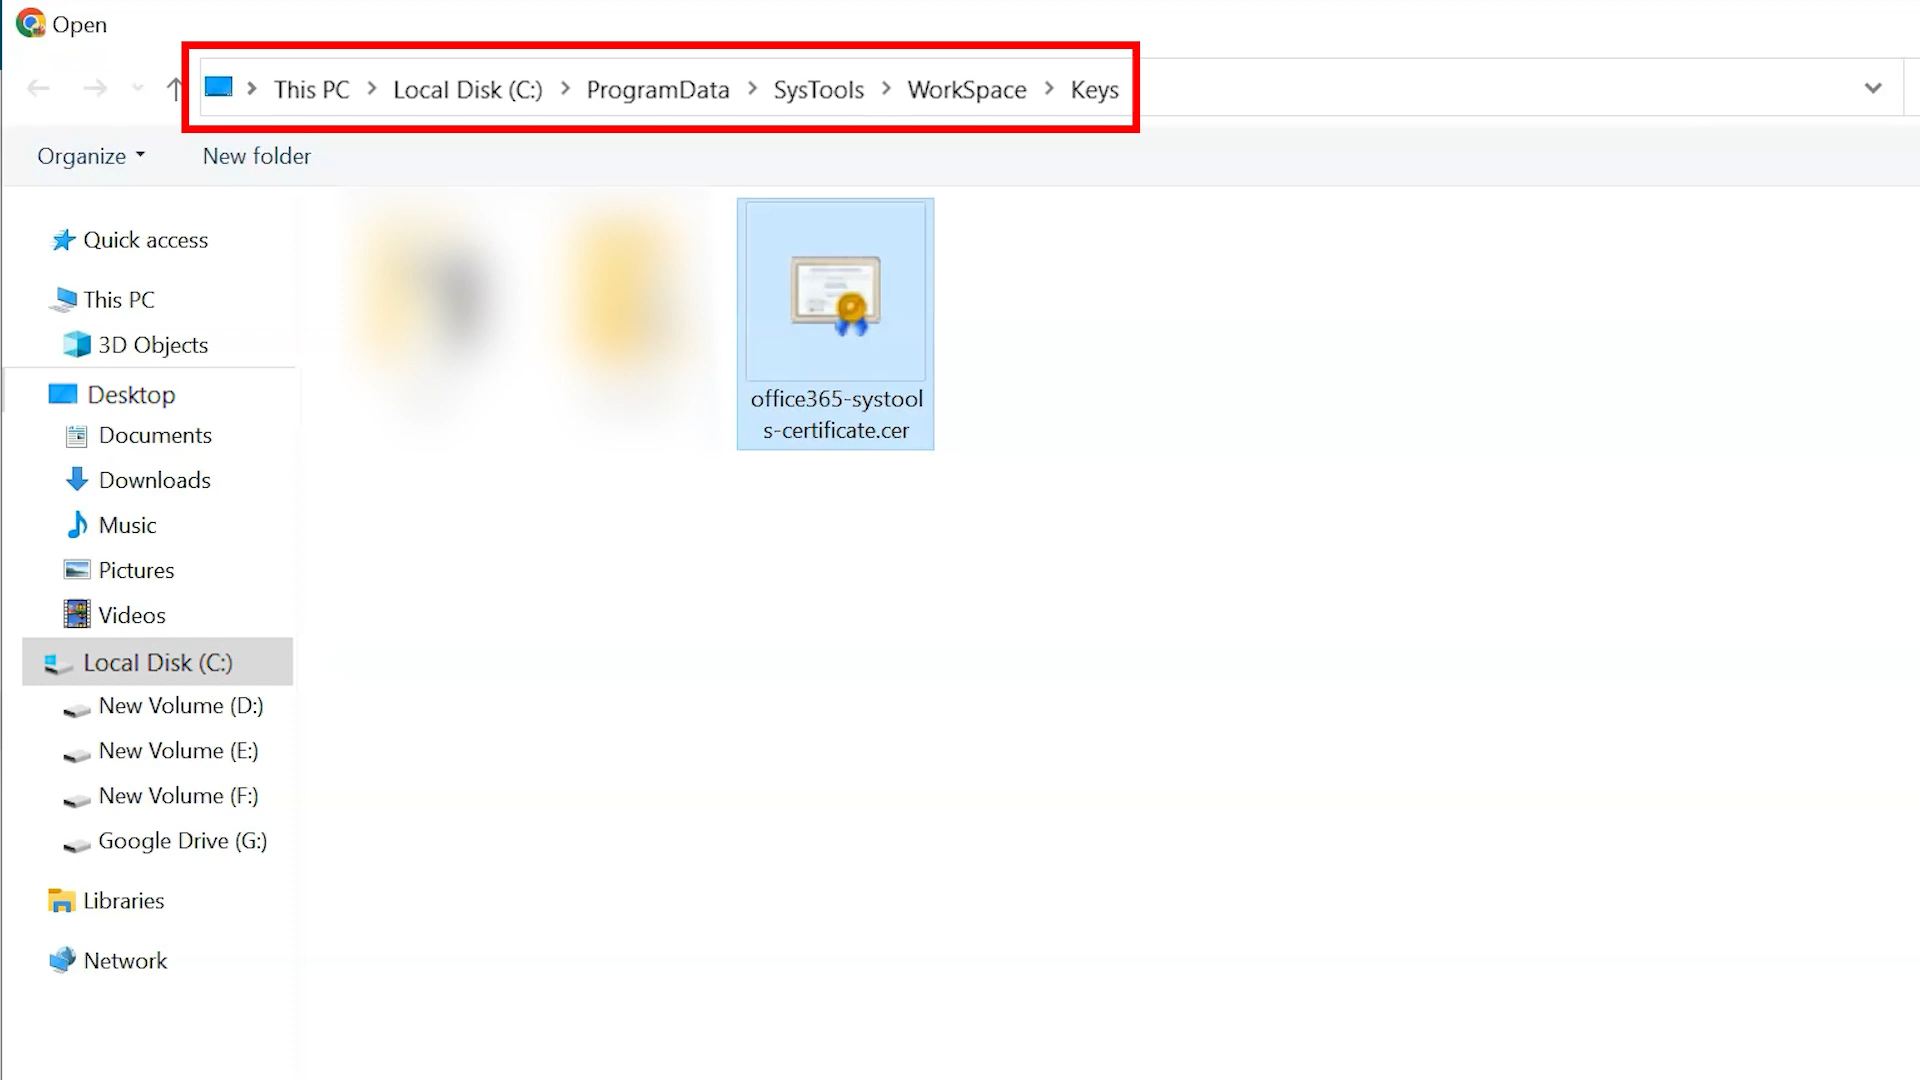 Open
This PC > Local Disk (C:) > ProgramData > SysTools > WorkSpace > Keys
Organize New folder
Quick access
This PC
3D Objects
Desktop
Documents
Downloads
Music
Pictures
Videos
Local Disk (C:)
New Volume (D:)
New Volume (E:)
New Volume (F:)
Google Drive (G:)
Libraries
Network
office365-systool
s-certificate.cer